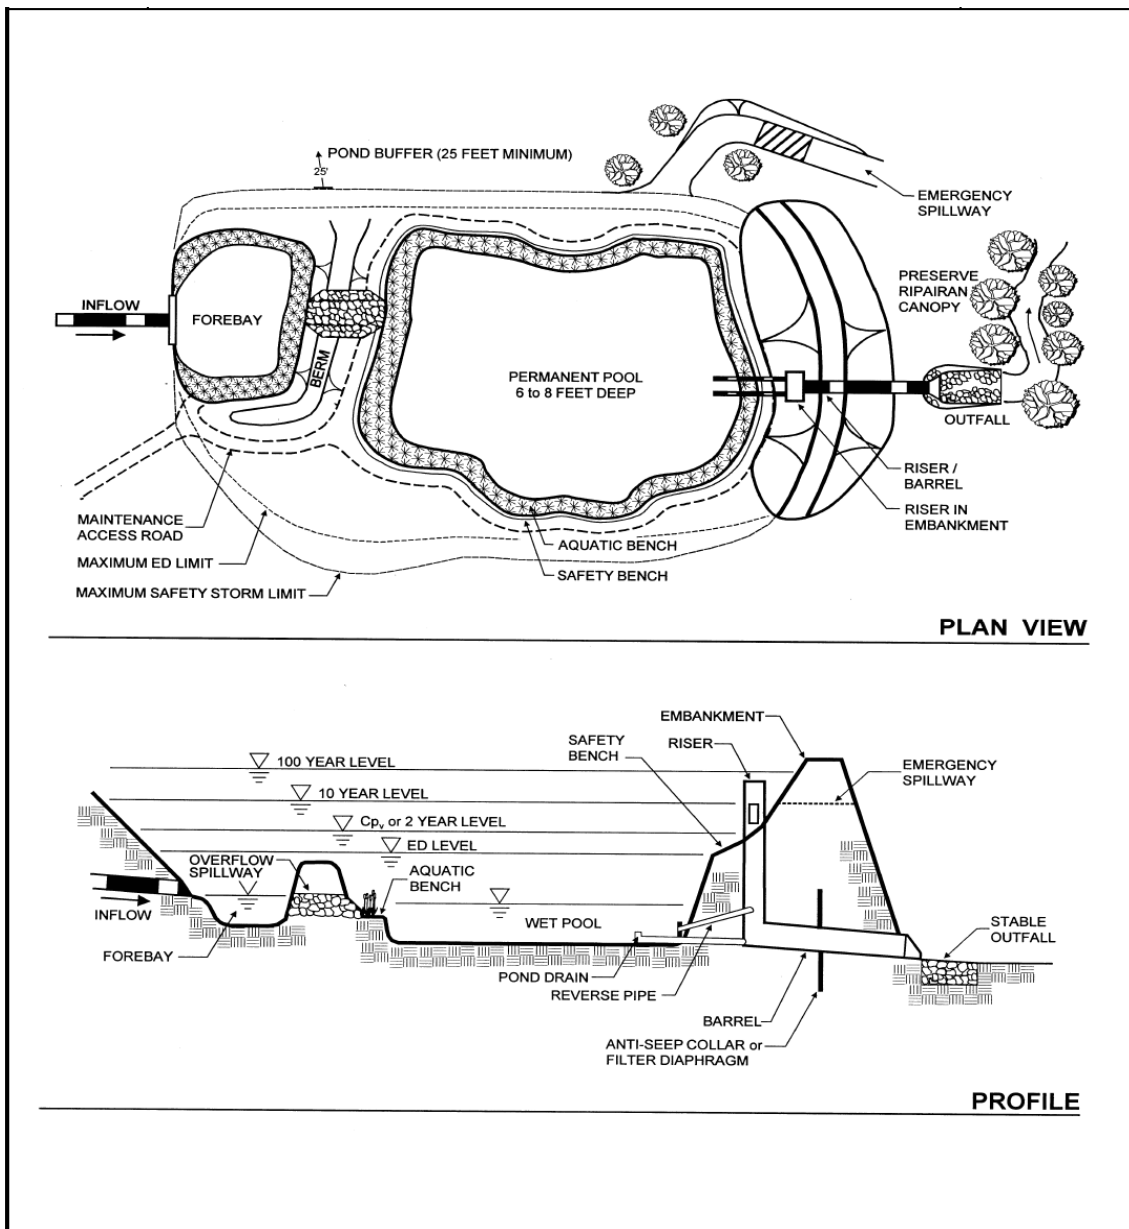 POND BUFFER (25 FEET MINIMUM)
25'
EMERGENCY
SPILLWAY
PRESERVE
RIPAIRAN
CANOPY
INFLOW
FOREBAY
BERM
PERMANENT POOL
6 to 8 FEET DEEP
OUTFALL
RISER /
BARREL
RISER IN
EMBANKMENT
MAINTENANCE
ACCESS ROAD
AQUATIC BENCH
MAXIMUM ED LIMIT
SAFETY BENCH
MAXIMUM SAFETY STORM LIMIT
PLAN VIEW
EMBANKMENT
SAFETY
BENCH
RISER
100 YEAR LEVEL
EMERGENCY
SPILLWAY
10 YEAR LEVEL
Cpv or 2 YEAR LEVEL
ED LEVEL
OVERFLOW
SPILLWAY
AQUATIC
BENCH
INFLOW
WET POOL
STABLE
OUTFALL
FOREBAY
POND DRAIN
REVERSE PIPE
BARREL
ANTI-SEEP COLLAR or
FILTER DIAPHRAGM
PROFILE